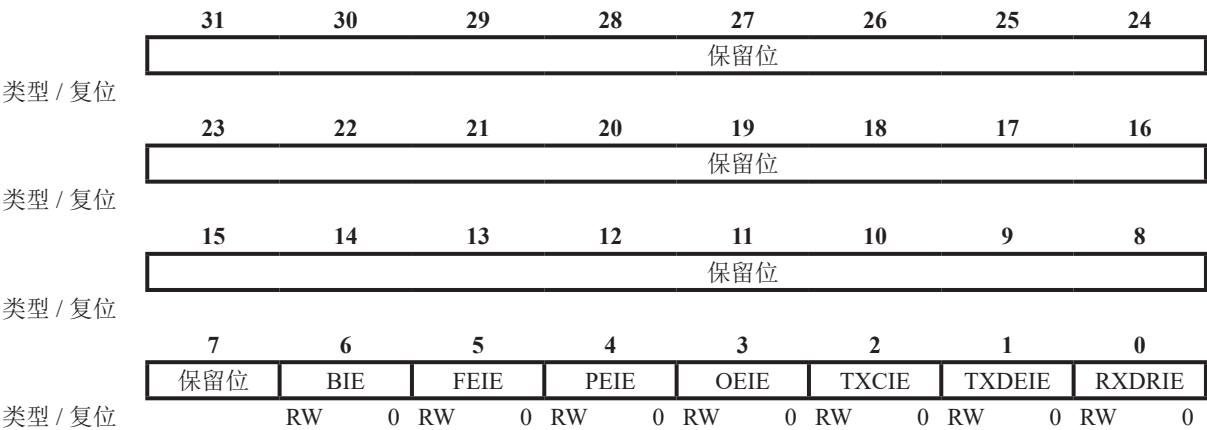 31 30 29 28 27 26 25 24
保留位
类型 / 复位
23 22 21 20 19 18 17 16
保留位
类型 / 复位
15 14 13 12 11 10 9 8
保留位
类型 / 复位
7 6 5 4 3 2 1 0
保留位 BIE FEIE PEIE OEIE TXCIE TXDEIE RXDRIE
类型 / 复位 RW 0 RW 0 RW 0 RW 0 RW 0 RW 0 RW 0